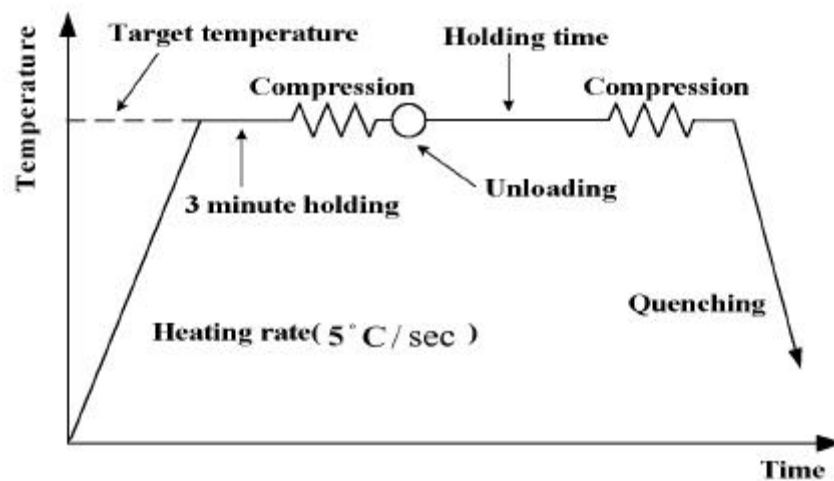 Target temperature
Holding time
Compression
Compression
Temperature
Unloading
3 minute holding
Quenching
Heating rate( 5°C/sec )
Time